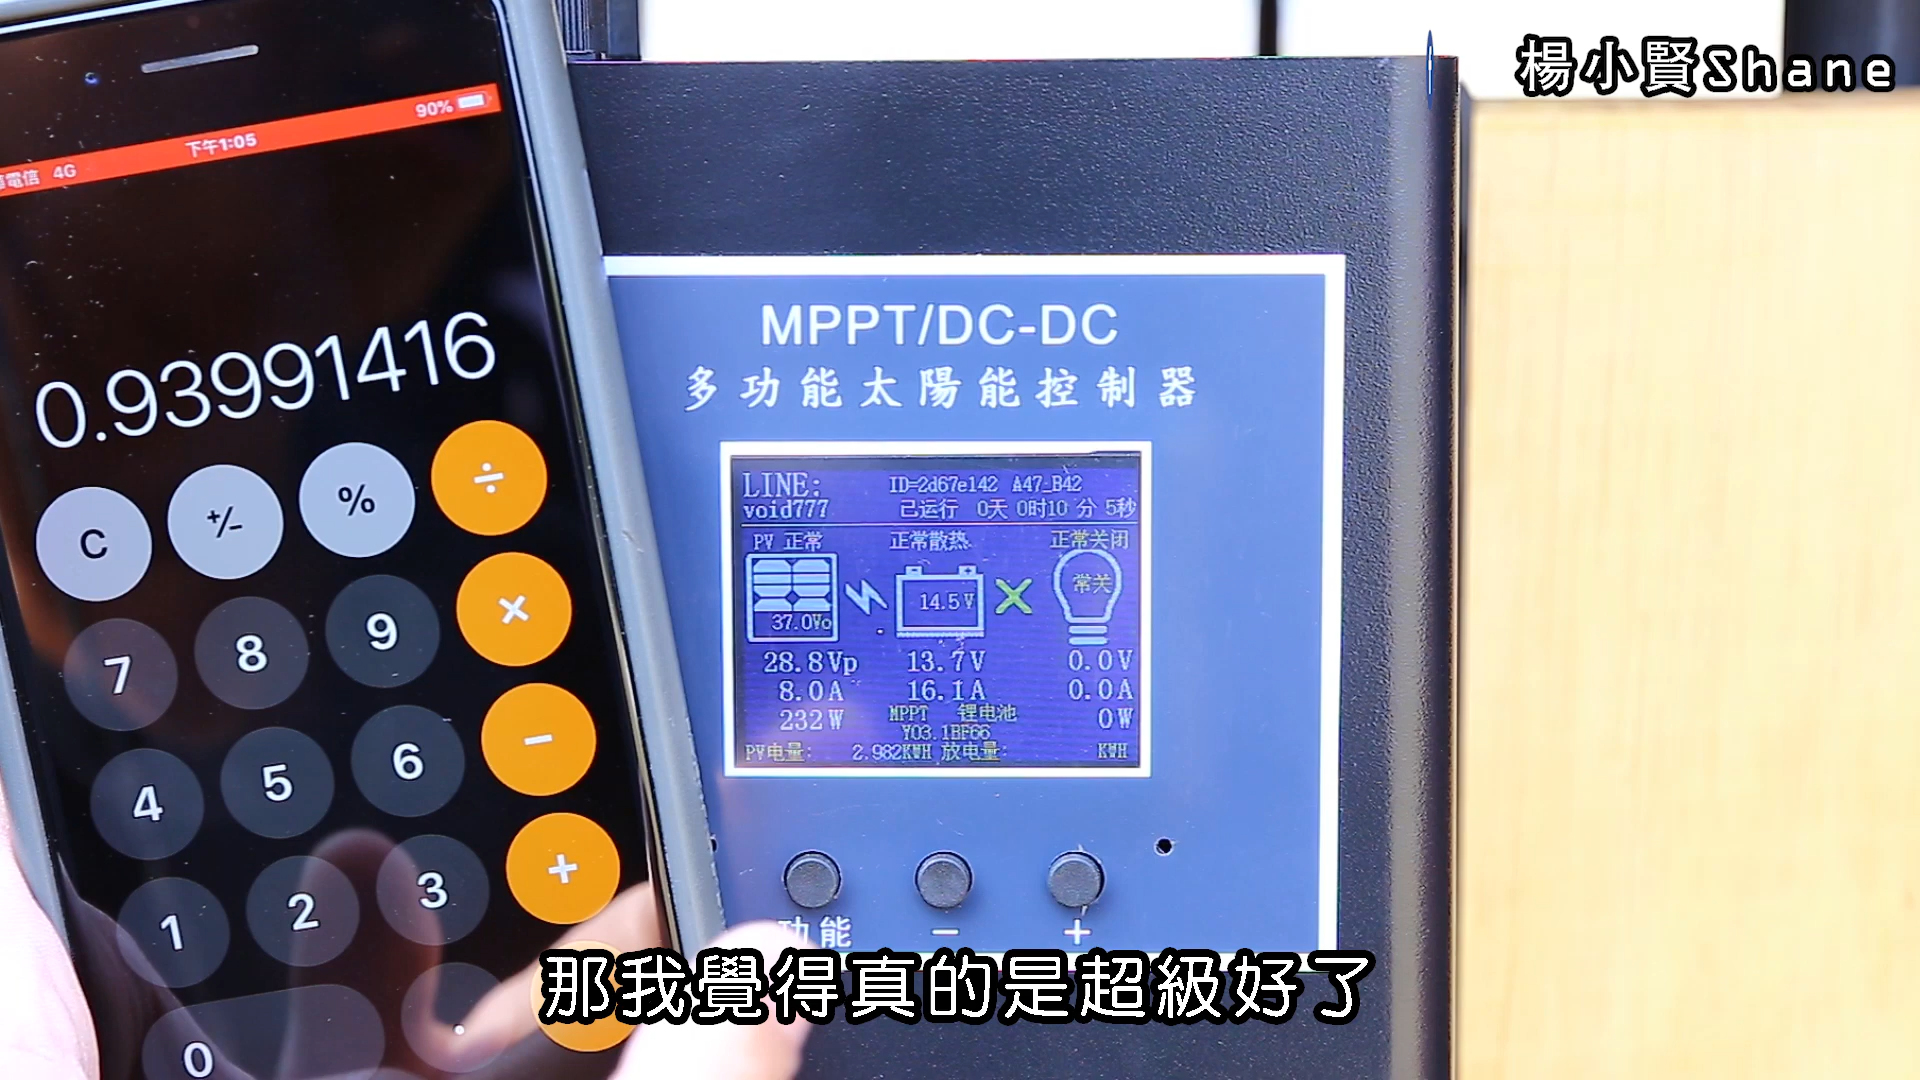 楊小賢Shane
90%
電信 4G 下午1:05
0.93991416
C +/- % ÷
7 8 9 ×
4 5 6 −
1 2 3 +
0 .
MPPT/DC-DC
多功能太陽能控制器
LINE: ID=2d67e142 A47_B42
void777 已运行 0天 0时10 分 5秒
PV 正常 正常散热 正常关闭
常关
14.5V
37.0Vo
28.8Vp 13.7V 0.0V
8.0A 16.1A 0.0A
232W MPPT 锂电池 0W
Y03.1BF66
PV电量: 2.982KWH 放电量: KWH
功能 − +
那我覺得真的是超級好了